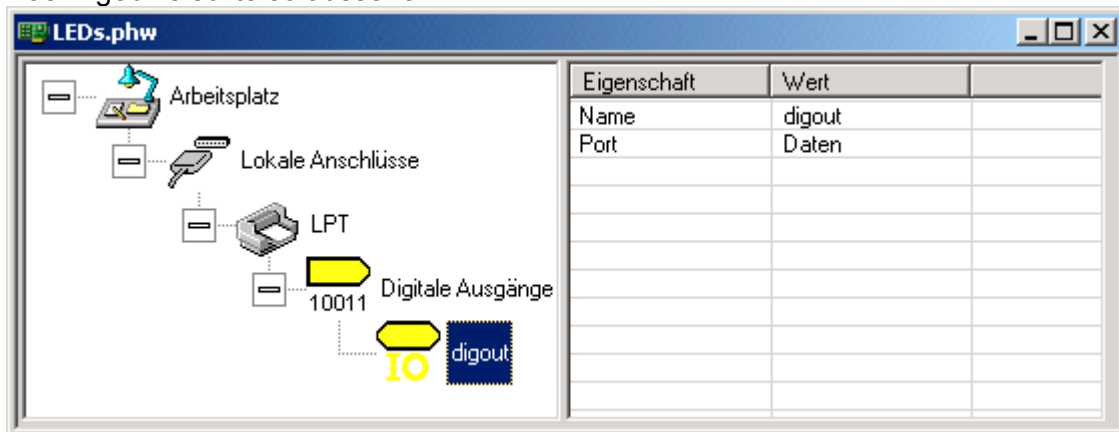 LEDs.phw
Arbeitsplatz
Lokale Anschlüsse
LPT
10011 Digitale Ausgänge
IO digout
Eigenschaft Wert
Name digout
Port Daten